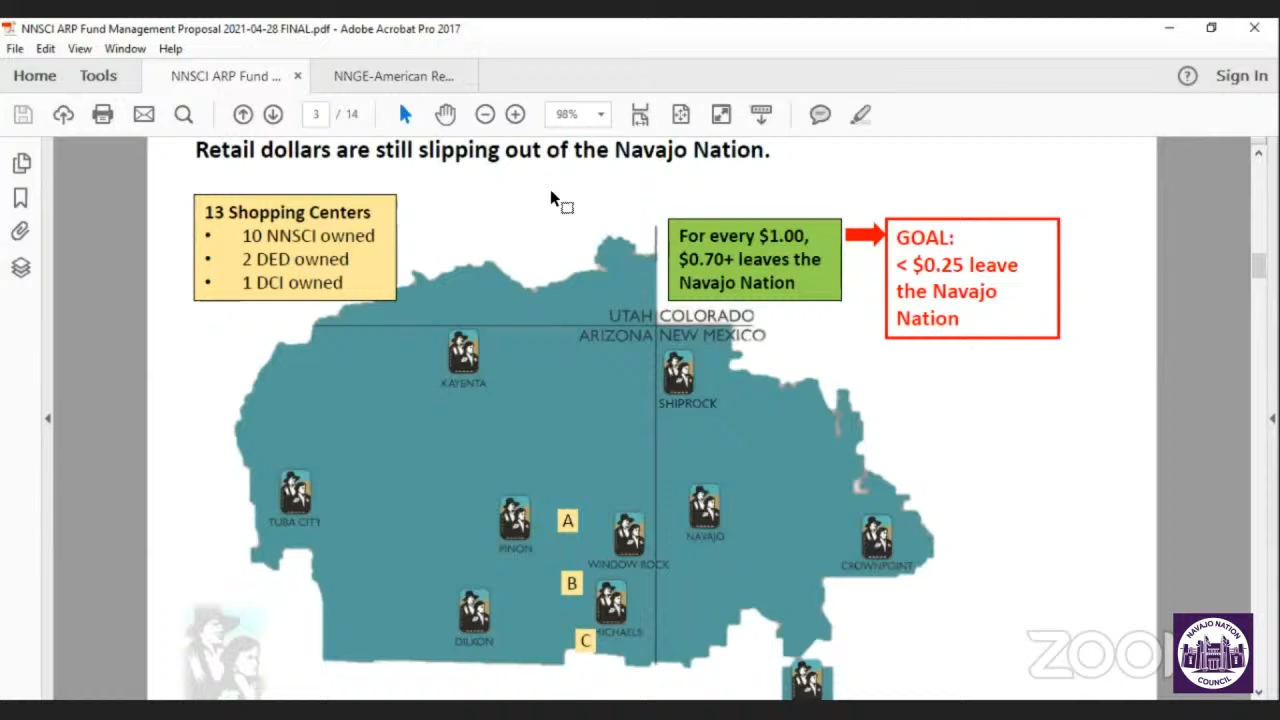 NNSCI ARP Fund Management Proposal 2021-04-28 FINAL.pdf - Adobe Acrobat Pro 2017
File Edit View Window Help
Home Tools NNSCI ARP Fund ... × NNGE-American Re... Sign In
3 / 14 98%
Retail dollars are still slipping out of the Navajo Nation.
13 Shopping Centers
• 10 NNSCI owned
• 2 DED owned
• 1 DCI owned
For every $1.00,
$0.70+ leaves the
Navajo Nation
GOAL:
< $0.25 leave
the Navajo
Nation
UTAH COLORADO
ARIZONA NEW MEXICO
KAYENTA
SHIPROCK
TUBA CITY
PINON
A
WINDOW ROCK
NAVAJO
CROWNPOINT
B
DILKON
C
MICHAELS
ZOO
NAVAJO NATION
COUNCIL